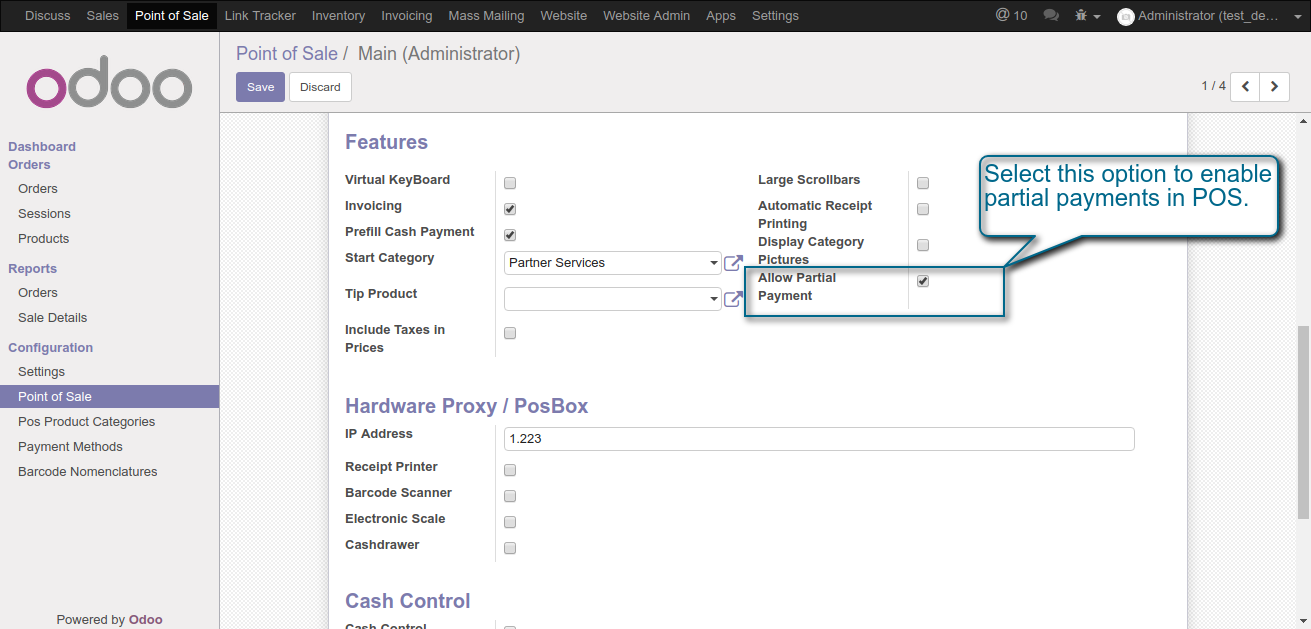 Discuss Sales Point of Sale Link Tracker Inventory Invoicing Mass Mailing Website Website Admin Apps Settings @ 10 Administrator (test_de...
odoo
Point of Sale / Main (Administrator)
Save Discard
1 / 4
Dashboard
Orders
Orders
Sessions
Products
Reports
Orders
Sale Details
Configuration
Settings
Point of Sale
Pos Product Categories
Payment Methods
Barcode Nomenclatures
Powered by Odoo
Features
Virtual KeyBoard
Invoicing
Prefill Cash Payment
Start Category Partner Services
Tip Product
Include Taxes in
Prices
Large Scrollbars
Automatic Receipt
Printing
Display Category
Pictures
Allow Partial
Payment
Select this option to enable
partial payments in POS.
Hardware Proxy / PosBox
IP Address 1.223
Receipt Printer
Barcode Scanner
Electronic Scale
Cashdrawer
Cash Control
Cash Control